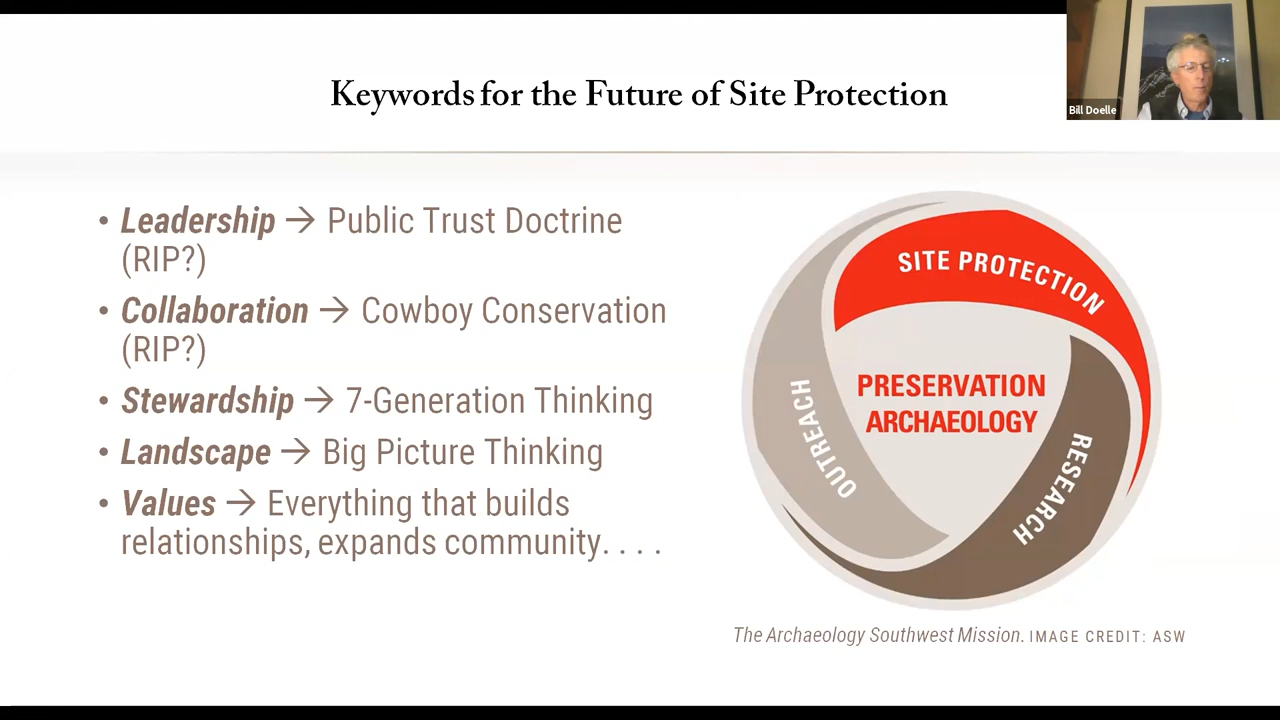 Keywords for the Future of Site Protection
Bill Doelle
• Leadership → Public Trust Doctrine
(RIP?)
• Collaboration → Cowboy Conservation
(RIP?)
• Stewardship → 7-Generation Thinking
• Landscape → Big Picture Thinking
• Values → Everything that builds
relationships, expands community. . . .
SITE PROTECTION
PRESERVATION
ARCHAEOLOGY
OUTREACH
RESEARCH
The Archaeology Southwest Mission. IMAGE CREDIT: ASW